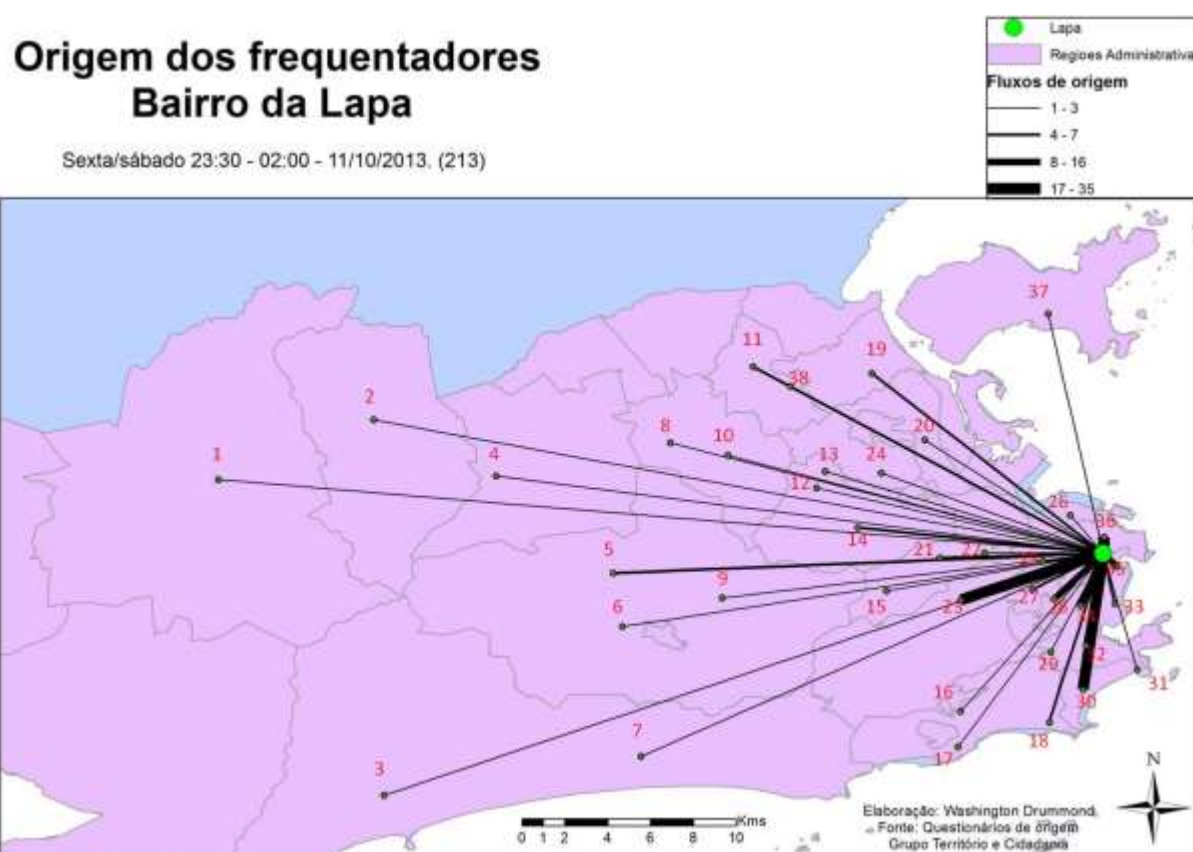 Origem dos frequentadores
Bairro da Lapa
Sexta/sábado 23:30 - 02:00 - 11/10/2013. (213)
Lapa
Regioes Administrativa
Fluxos de origem
1 - 3
4 - 7
8 - 16
17 - 35
37
11
19
38
2
20
8
10
1
4
13
24
12
26
36
14
21
22
5
9
15
23
27
33
6
29
32
31
16
30
7
18
17
3
N
0 1 2 4 6 8 10 Kms
Elaboração: Washington Drummond
Fonte: Questionários de origem
Grupo Território e Cidadania